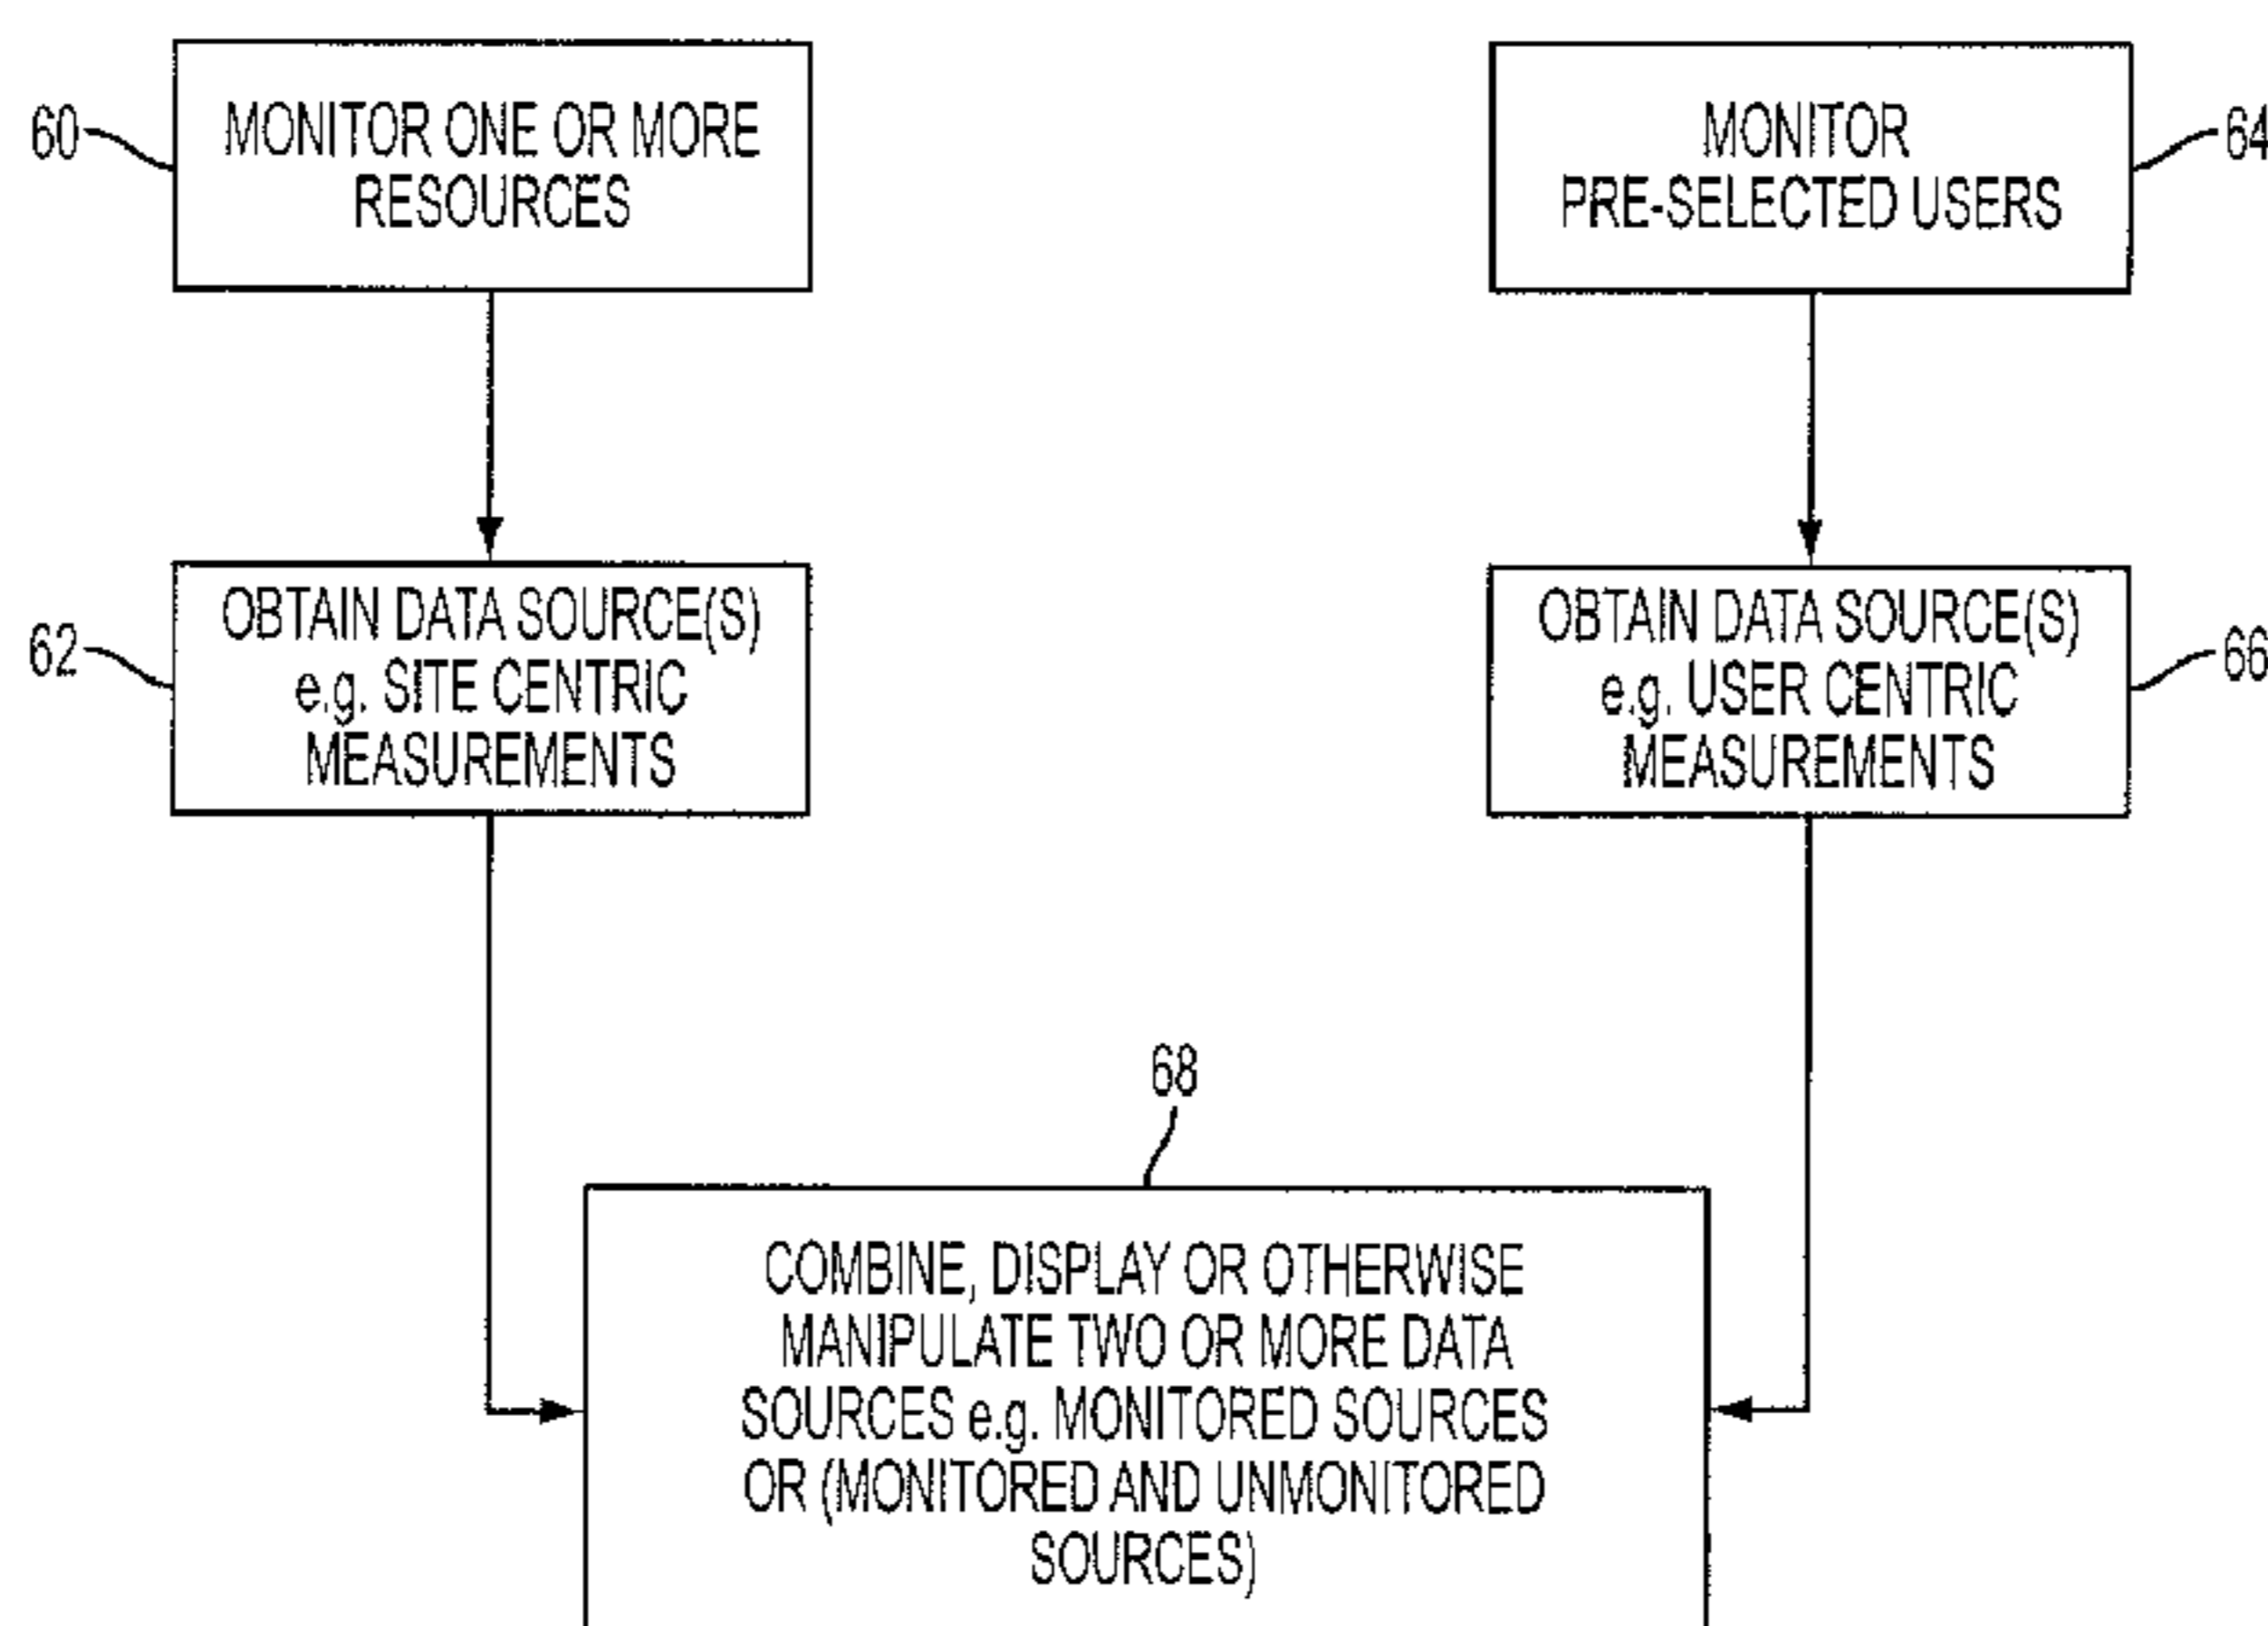 60
MONITOR ONE OR MORE
RESOURCES
MONITOR
PRE-SELECTED USERS
64
62
OBTAIN DATA SOURCE(S)
e.g. SITE CENTRIC
MEASUREMENTS
OBTAIN DATA SOURCE(S)
e.g. USER CENTRIC
MEASUREMENTS
66
68
COMBINE, DISPLAY OR OTHERWISE
MANIPULATE TWO OR MORE DATA
SOURCES e.g. MONITORED SOURCES
OR (MONITORED AND UNMONITORED
SOURCES)